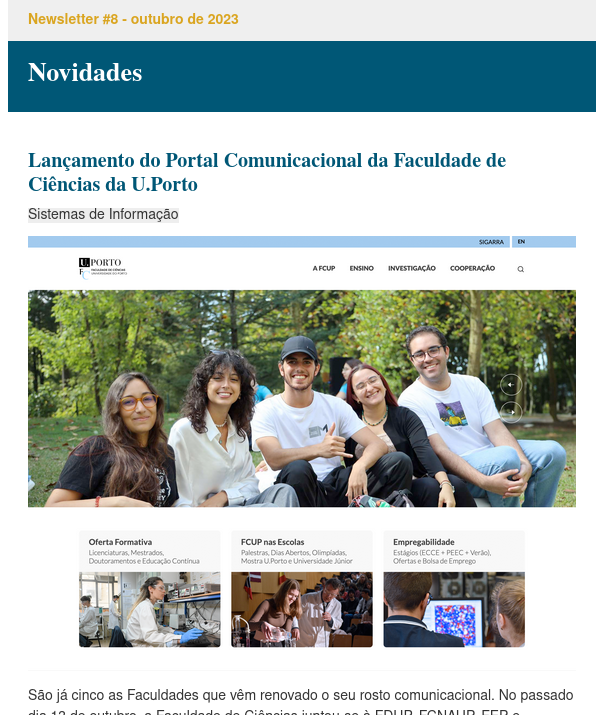 Newsletter #8 - outubro de 2023
Novidades
Lançamento do Portal Comunicacional da Faculdade de
Ciências da U.Porto
Sistemas de Informação
SIGARRA EN
U.PORTO
FC FACULDADE DE CIÊNCIAS
UNIVERSIDADE DO PORTO
A FCUP ENSINO INVESTIGAÇÃO COOPERAÇÃO
Oferta Formativa
Licenciaturas, Mestrados,
Doutoramentos e Educação Contínua
FCUP nas Escolas
Palestras, Dias Abertos, Olimpíadas,
Mostra U.Porto e Universidade Júnior
Empregabilidade
Estágios (ECCE + PEEC + Verão),
Ofertas e Bolsa de Emprego
São já cinco as Faculdades que vêm renovado o seu rosto comunicacional. No passado
dia 12 de outubro, a Faculdade de Ciências juntou-se à FDUP, FCNAUP, FEP e